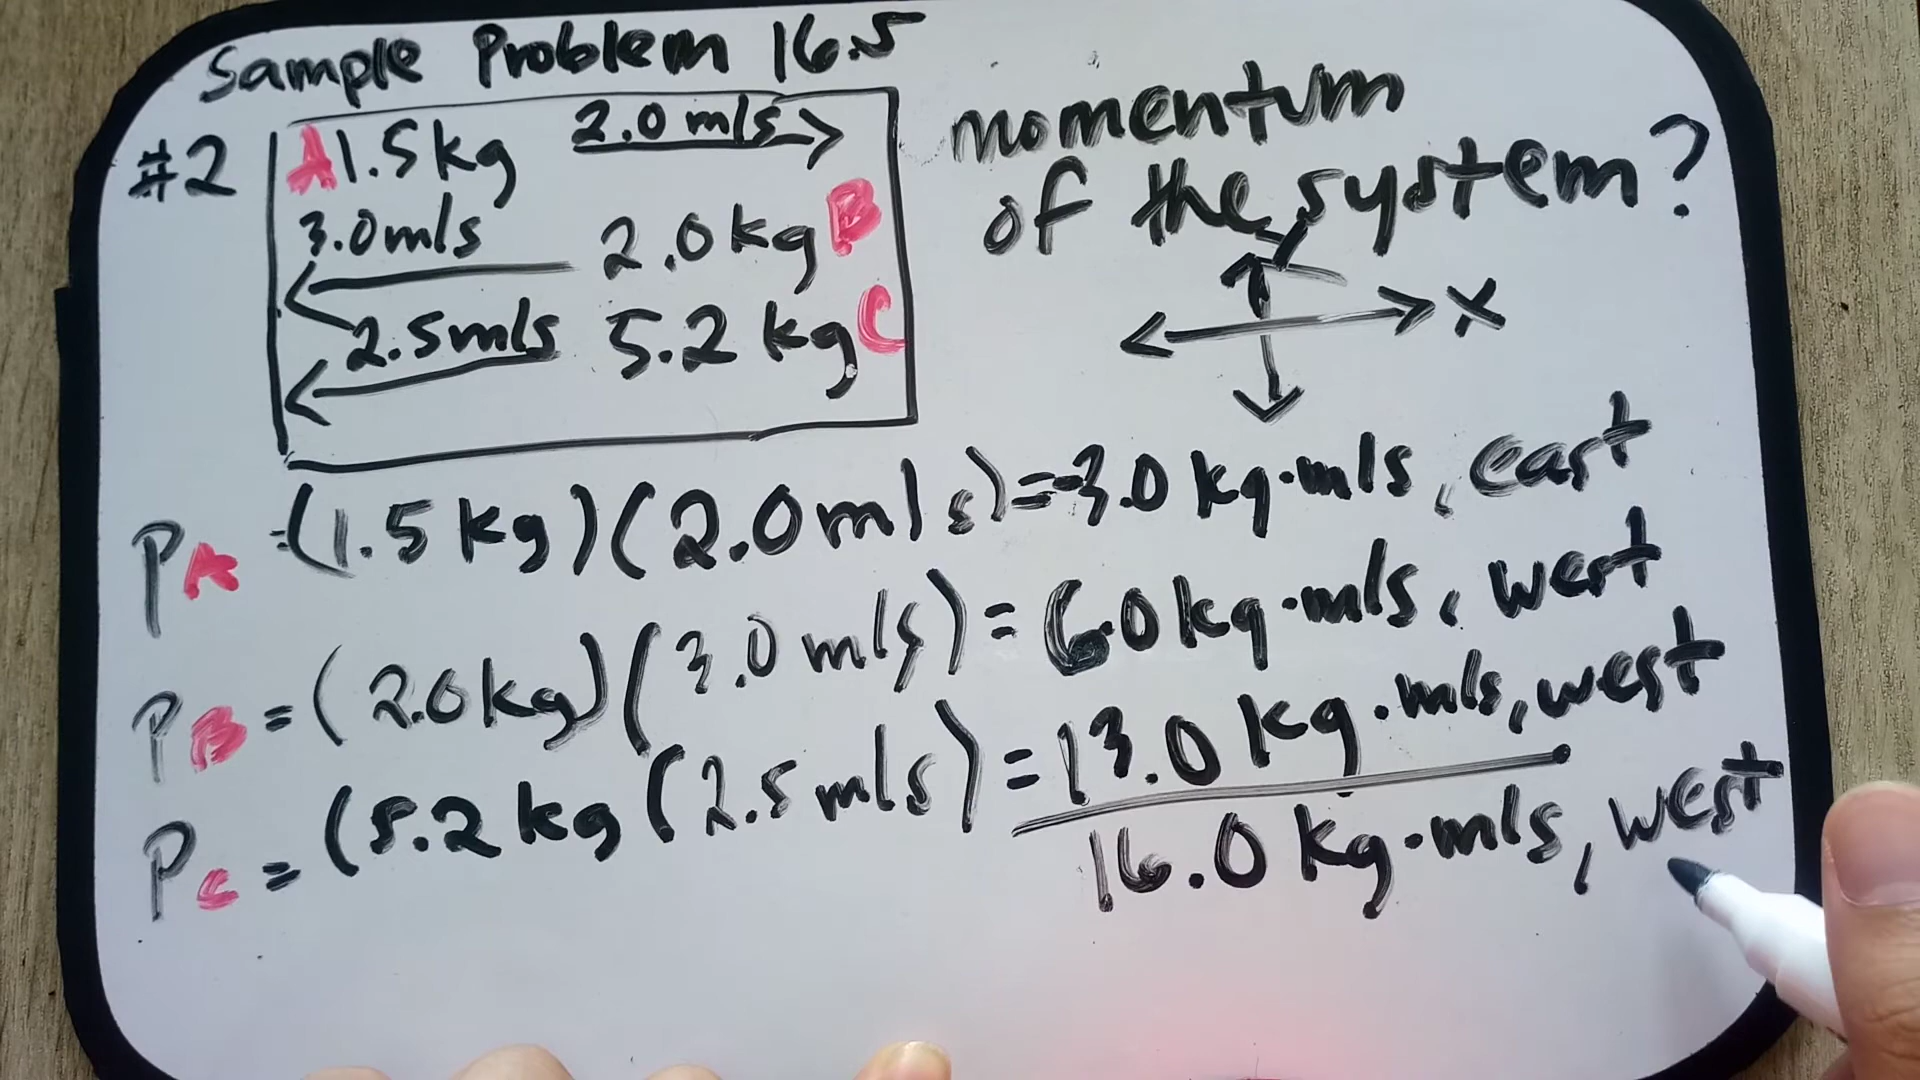 Sample Problem 16.5
#2
A 1.5 kg 2.0 m/s
3.0 m/s 2.0 kg B
2.5 m/s 5.2 kg C
momentum
of the system?
y
x
PA = (1.5 kg)(2.0 m/s) = -3.0 kg·m/s, east
PB = (2.0 kg)(3.0 m/s) = 6.0 kg·m/s, west
PC = (5.2 kg (2.5 m/s) = 13.0 kg·m/s, west
16.0 kg·m/s, west